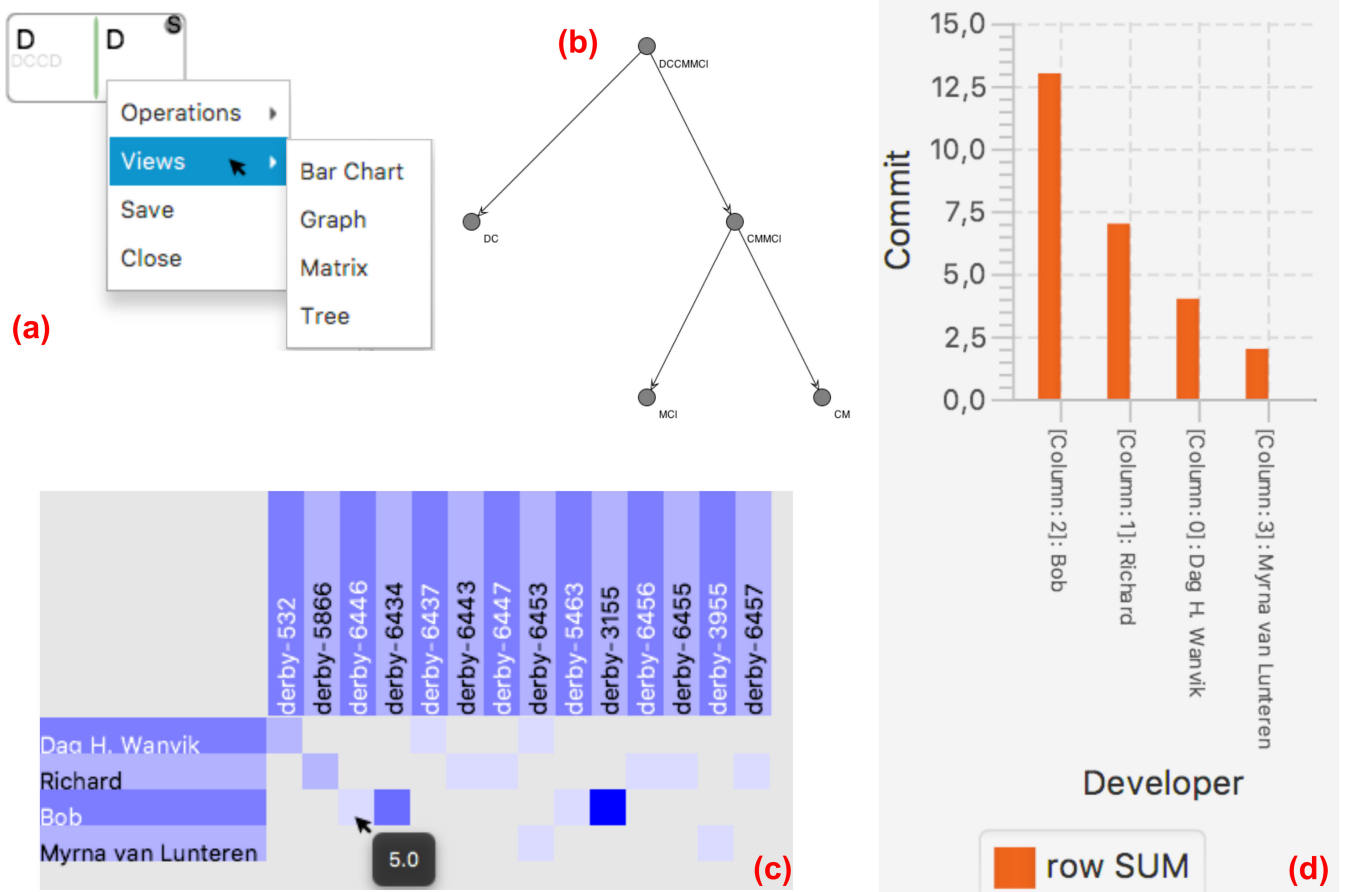 D
DCCD
D
S
Operations
Views
Save
Close
Bar Chart
Graph
Matrix
Tree
(a)
(b)
DCCMMCI
DC
CMMCI
MCI
CM
derby-532
derby-5866
derby-6446
derby-6434
derby-6437
derby-6443
derby-6447
derby-6453
derby-5463
derby-3155
derby-6456
derby-6455
derby-3955
derby-6457
Dag H. Wanvik
Richard
Bob
Myrna van Lunteren
5.0
(c)
Commit
15,0
12,5
10,0
7,5
5,0
2,5
0,0
[Column:2]: Bob
[Column:1]: Richard
[Column:0]: Dag H. Wanvik
[Column:3]: Myrna van Lunteren
Developer
row SUM
(d)